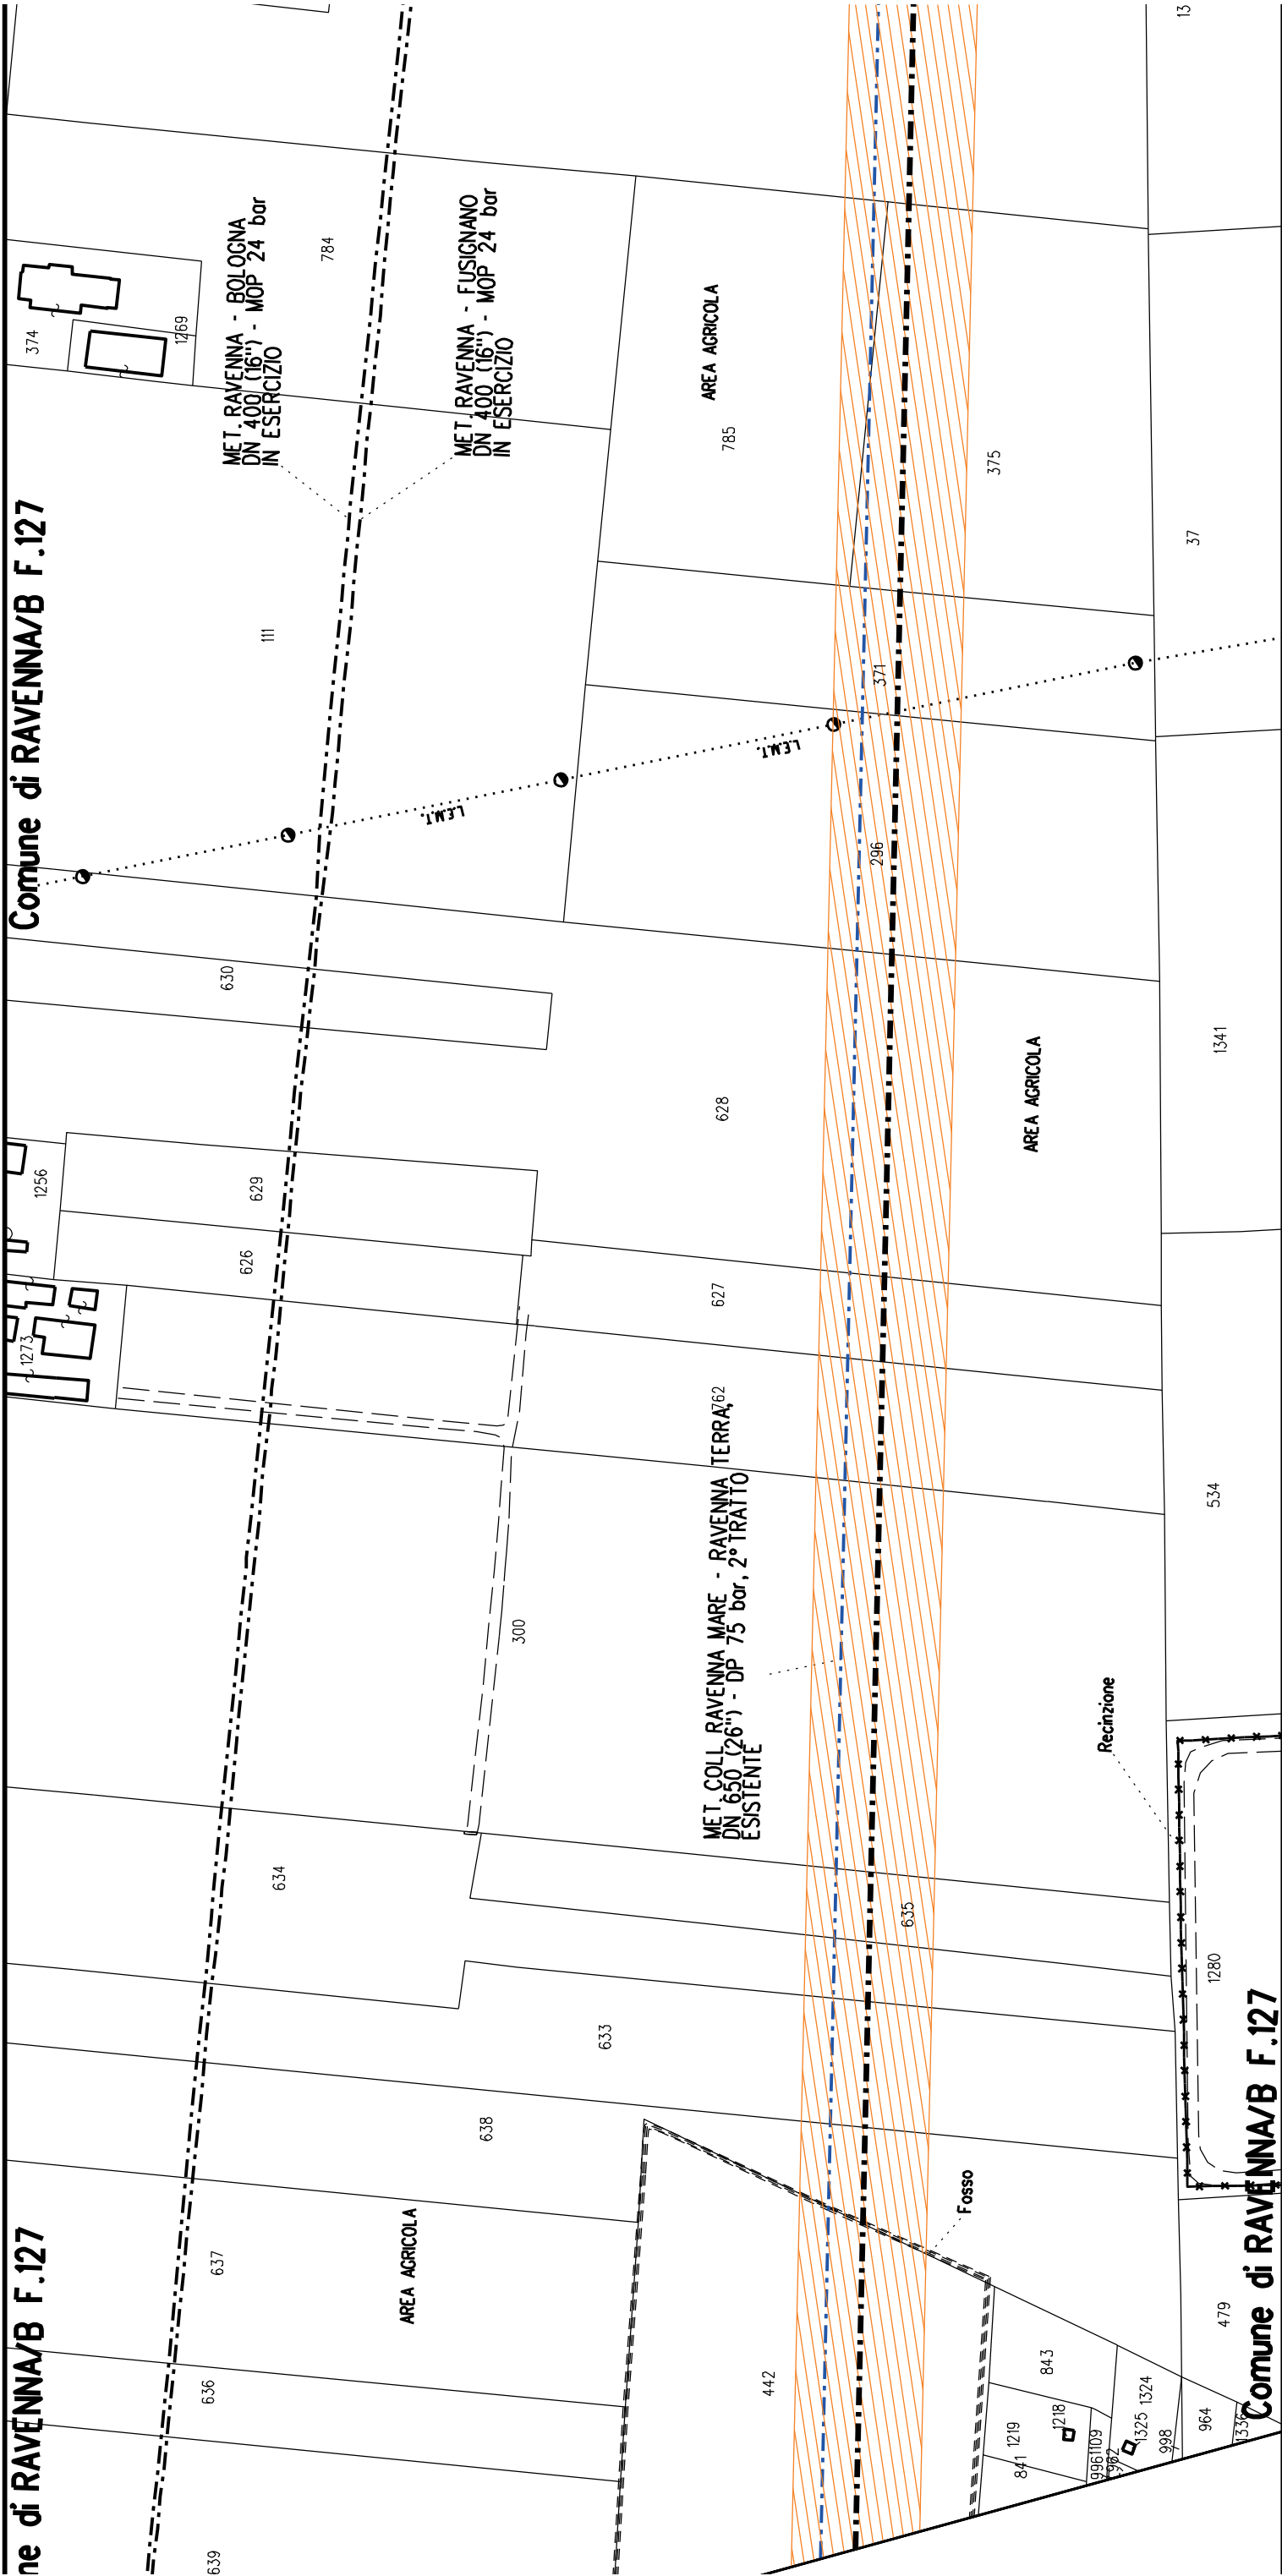 Comune di RAVENNA/B F.127
ne di RAVENNA/B F.127
Comune di RAVENNA/B F.127
MET. RAVENNA - BOLOGNA
DN 400 (16") - MOP 24 bar
IN ESERCIZIO
MET. RAVENNA - FUSIGNANO
DN 400 (16") - MOP 24 bar
IN ESERCIZIO
MET. COLL. RAVENNA MARE - RAVENNA TERRA,
DN 650 (26") - DP 75 bar, 2° TRATTO
ESISTENTE
AREA AGRICOLA
AREA AGRICOLA
AREA AGRICOLA
L.E.M.T.
L.E.M.T.
Recinzione
Fosso
13
374
1269
784
785
375
37
111
371
296
630
628
1341
1256
629
626
627
1273
762
534
300
634
635
1280
633
638
637
636
639
442
479
843
1219
841
1218
1324
1325
996
1109
962
998
964
1336